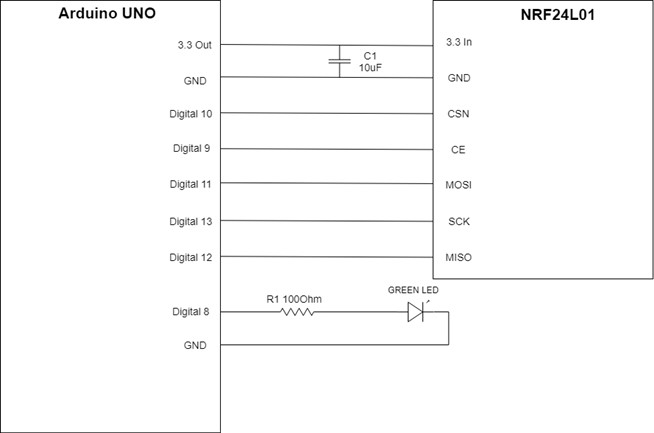 Arduino UNO
NRF24L01
3.3 Out
3.3 In
C1
10uF
GND
GND
Digital 10
CSN
Digital 9
CE
Digital 11
MOSI
Digital 13
SCK
Digital 12
MISO
GREEN LED
R1 100Ohm
Digital 8
GND